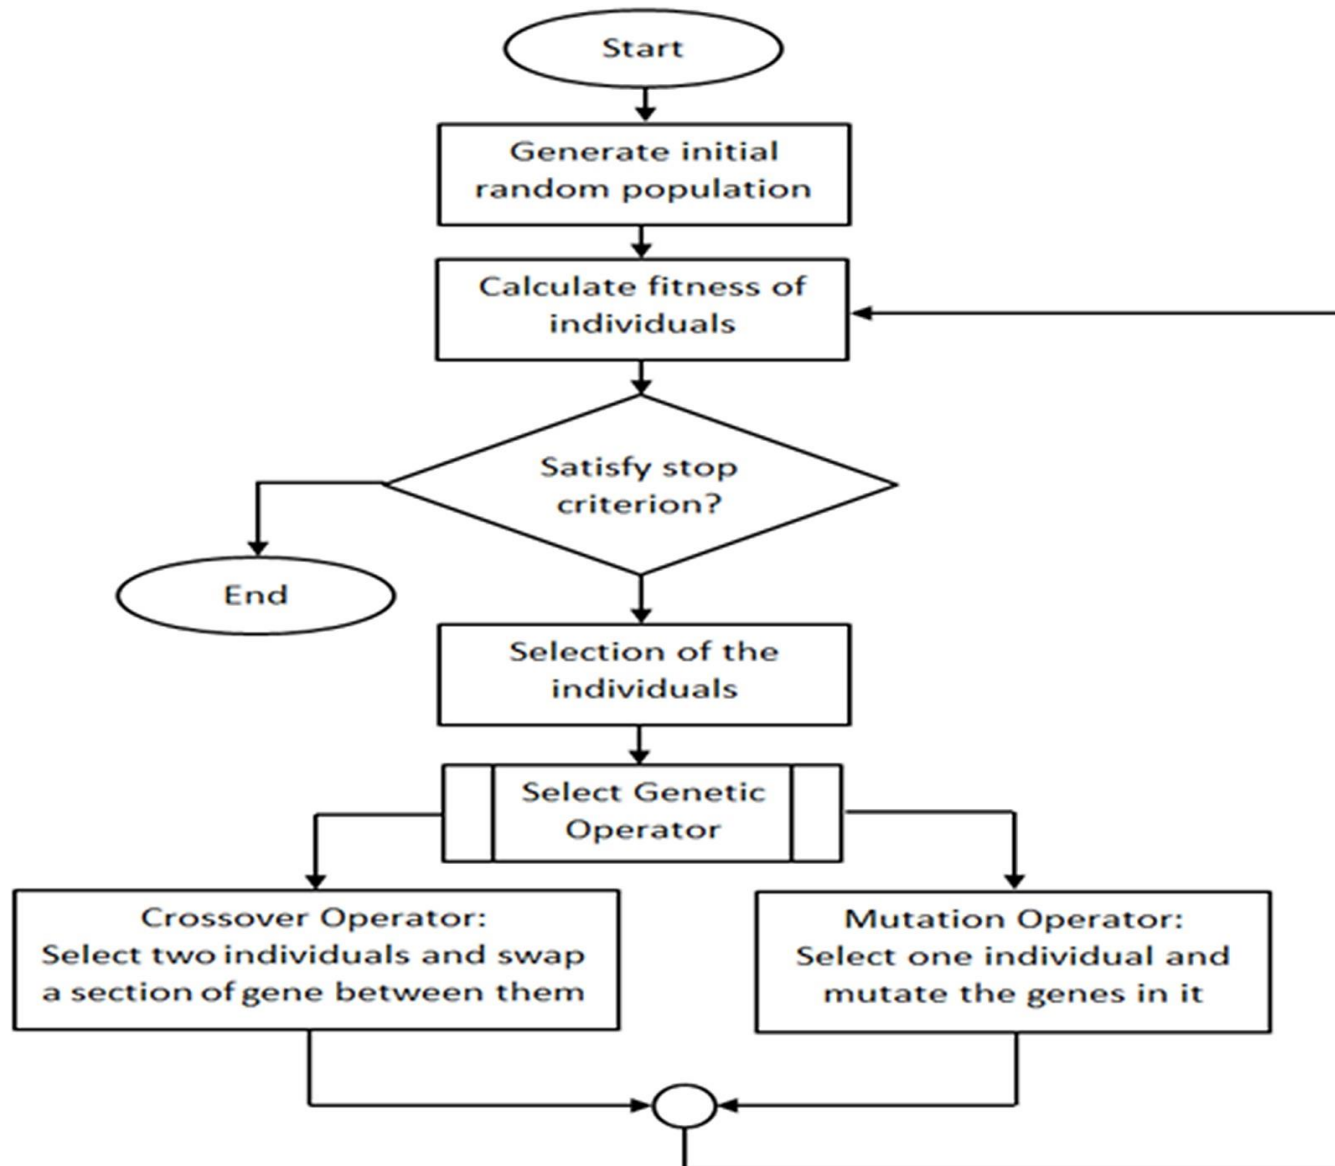 Start
Generate initial
random population
Calculate fitness of
individuals
Satisfy stop
criterion?
End
Selection of the
individuals
Select Genetic
Operator
Crossover Operator:
Select two individuals and swap
a section of gene between them
Mutation Operator:
Select one individual and
mutate the genes in it